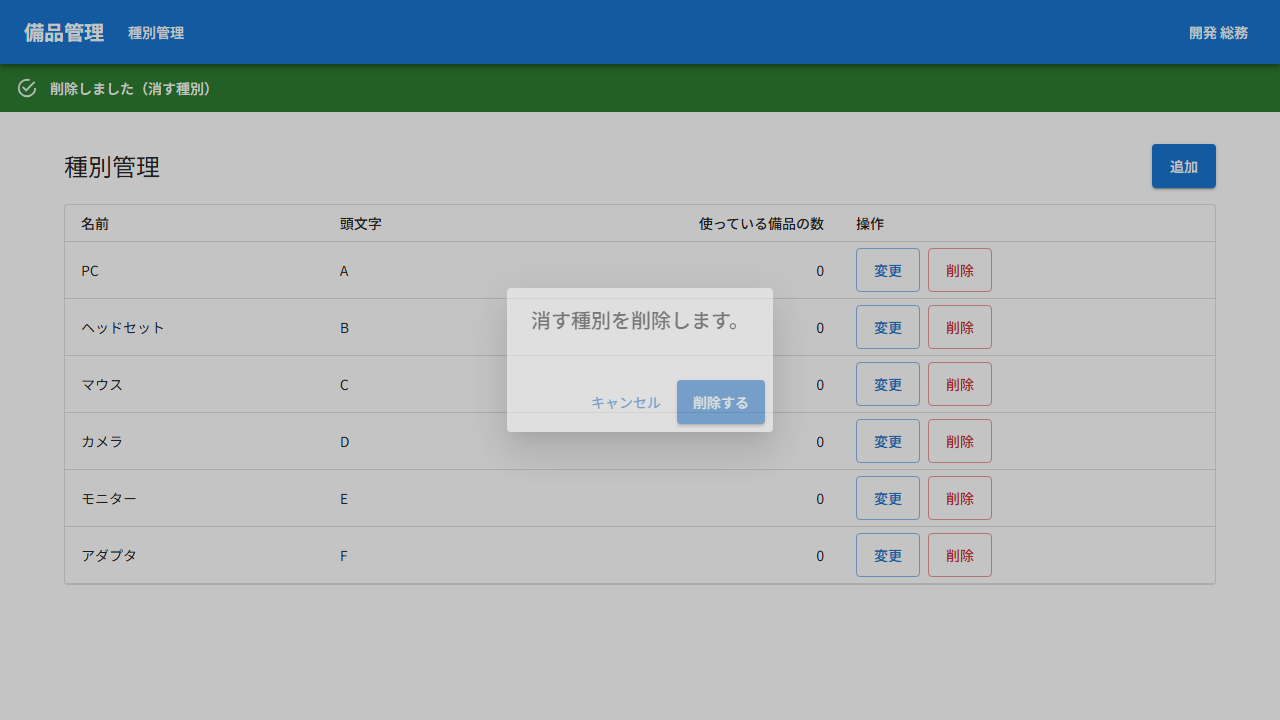 備品管理 種別管理 開発 総務
削除しました（消す種別）
種別管理 追加
名前 頭文字 使っている備品の数 操作
PC A 0 変更 削除
ヘッドセット B 0 変更 削除
マウス C 0 変更 削除
カメラ D 0 変更 削除
モニター E 0 変更 削除
アダプタ F 0 変更 削除
消す種別を削除します。
キャンセル 削除する